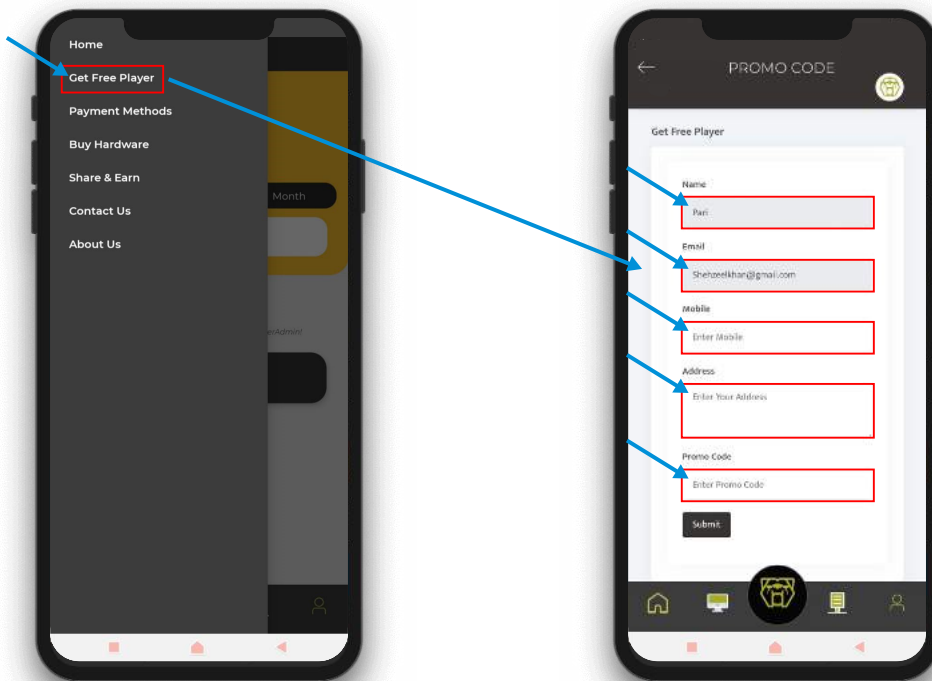 Home
Get Free Player
Payment Methods
Buy Hardware
Share & Earn
Contact Us
About Us
Month
PROMO CODE
Get Free Player
Name
Pari
Email
Shehzeelkhan@gmail.com
Mobile
Enter Mobile
Address
Enter Your Address
Promo Code
Enter Promo Code
Submit